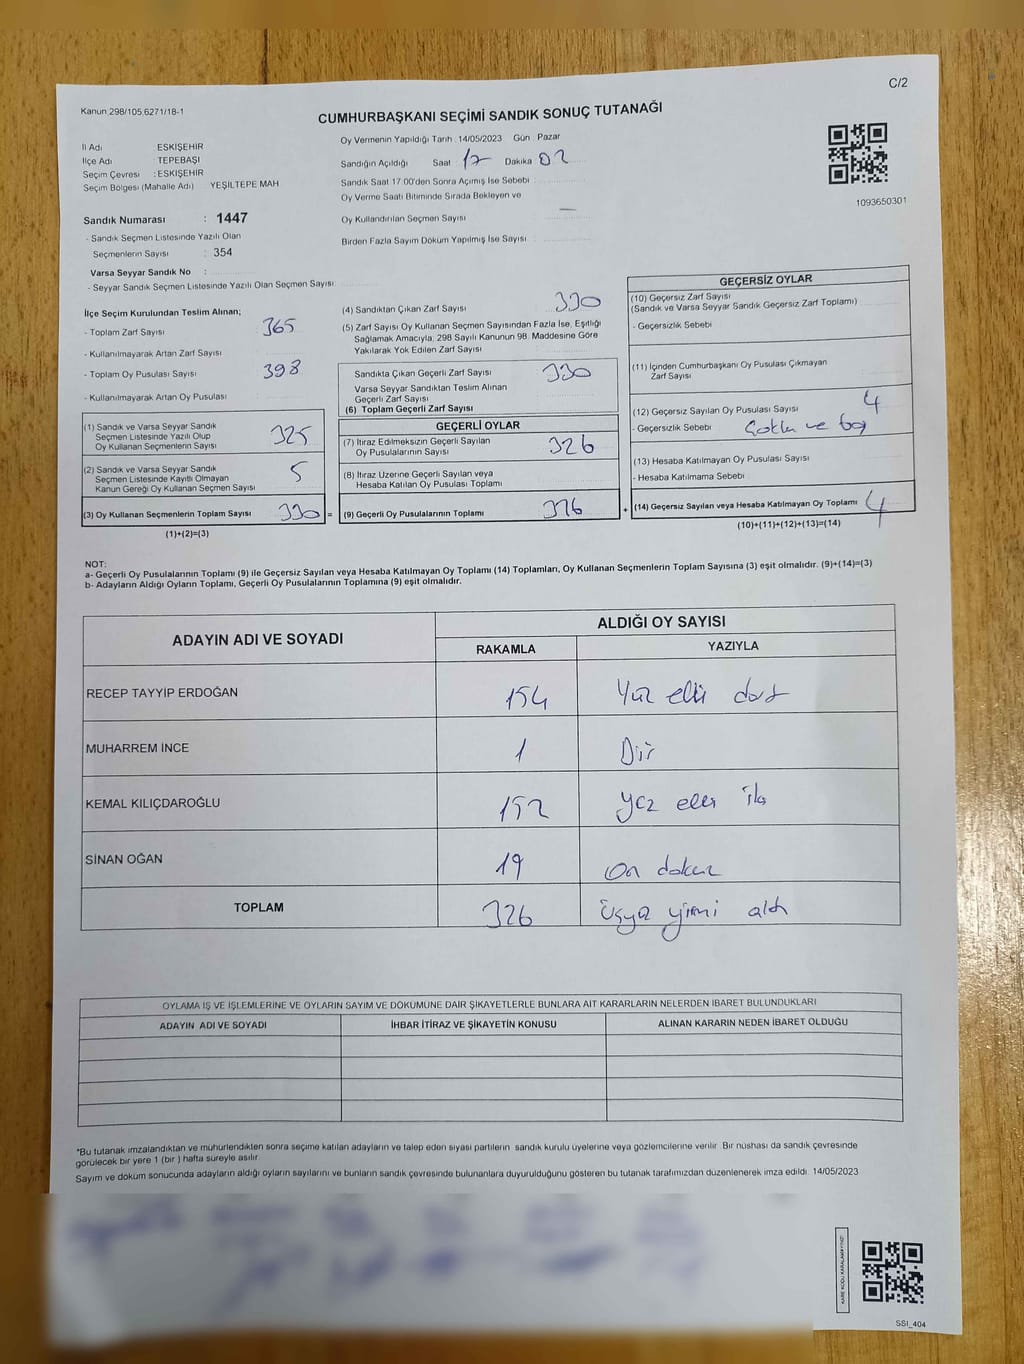 C/2
Kanun 298/105,6271/18-1
CUMHURBAŞKANI SEÇİMİ SANDIK SONUÇ TUTANAĞI
İl Adı ESKİŞEHİR
İlçe Adı TEPEBAŞI
Seçim Çevresi : ESKİŞEHİR
Seçim Bölgesi (Mahalle Adı) YEŞİLTEPE MAH
Oy Vermenin Yapıldığı Tarih 14/05/2023 Gün Pazar
Sandığın Açıldığı Saat 17 Dakika 02
Sandık Saat 17 00'den Sonra Açımış İse Sebebi
Oy Verme Saati Bitiminde Sırada Bekleyen ve
Oy Kullandırılan Seçmen Sayısı —
Birden Fazla Sayım Döküm Yapılmış İse Sayısı
1093650301
Sandık Numarası : 1447
- Sandık Seçmen Listesinde Yazılı Olan
Seçmenlerin Sayısı : 354
Varsa Seyyar Sandık No :
- Seyyar Sandık Seçmen Listesinde Yazılı Olan Seçmen Sayısı
İlçe Seçim Kurulundan Teslim Alınan;
- Toplam Zarf Sayısı 365
- Kullanılmayarak Artan Zarf Sayısı
- Toplam Oy Pusulası Sayısı 398
- Kullanılmayarak Artan Oy Pusulası
(1) Sandık ve Varsa Seyyar Sandık
Seçmen Listesinde Yazılı Olup
Oy Kullanan Seçmenlerin Sayısı 325
(2) Sandık ve Varsa Seyyar Sandık
Seçmen Listesinde Kayıtlı Olmayan
Kanun Gereği Oy Kullanan Seçmen Sayısı 5
(3) Oy Kullanan Seçmenlerin Toplam Sayısı 330 =
(1)+(2)=(3)
(4) Sandıktan Çıkan Zarf Sayısı 330
(5) Zarf Sayısı Oy Kullanan Seçmen Sayısından Fazla İse, Eşitliği
Sağlamak Amacıyla; 298 Sayılı Kanunun 98. Maddesine Göre
Yakılarak Yok Edilen Zarf Sayısı
Sandıkta Çıkan Geçerli Zarf Sayısı 330
Varsa Seyyar Sandıktan Teslim Alınan
Geçerli Zarf Sayısı
(6) Toplam Geçerli Zarf Sayısı
GEÇERLİ OYLAR
(7) İtiraz Edilmeksizin Geçerli Sayılan
Oy Pusulalarının Sayısı 326
(8) İtiraz Üzerine Geçerli Sayılan veya
Hesaba Katılan Oy Pusulası Toplamı
(9) Geçerli Oy Pusulalarının Toplamı 326 +
GEÇERSİZ OYLAR
(10) Geçersiz Zarf Sayısı
(Sandık ve Varsa Seyyar Sandık Geçersiz Zarf Toplamı)
- Geçersizlik Sebebi
(11) İçinden Cumhurbaşkanı Oy Pusulası Çıkmayan
Zarf Sayısı
(12) Geçersiz Sayılan Oy Pusulası Sayısı 4
- Geçersizlik Sebebi ve
(13) Hesaba Katılmayan Oy Pusulası Sayısı
- Hesaba Katılmama Sebebi
(14) Geçersiz Sayılan veya Hesaba Katılmayan Oy Toplamı 4
(10)+(11)+(12)+(13)=(14)
NOT:
a- Geçerli Oy Pusulalarının Toplamı (9) ile Geçersiz Sayılan veya Hesaba Katılmayan Oy Toplamı (14) Toplamları, Oy Kullanan Seçmenlerin Toplam Sayısına (3) eşit olmalıdır. (9)+(14)=(3)
b- Adayların Aldığı Oyların Toplamı, Geçerli Oy Pusulalarının Toplamına (9) eşit olmalıdır.
ADAYIN ADI VE SOYADI ALDIĞI OY SAYISI
RAKAMLA YAZIYLA
RECEP TAYYİP ERDOĞAN 154 Yüz elli dört
MUHARREM İNCE 1 Bir
KEMAL KILIÇDAROĞLU 152 yüz elli iki
SİNAN OĞAN 19 on dokuz
TOPLAM 326 üçyüz yirmi altı
OYLAMA İŞ VE İŞLEMLERİNE VE OYLARIN SAYIM VE DÖKÜMÜNE DAİR ŞİKAYETLERLE BUNLARA AİT KARARLARIN NELERDEN İBARET BULUNDUKLARI
ADAYIN ADI VE SOYADI İHBAR İTİRAZ VE ŞİKAYETİN KONUSU ALINAN KARARIN NEDEN İBARET OLDUĞU
*Bu tutanak imzalandıktan ve mühürlendikten sonra seçime katılan adayların ve talep eden siyasi partilerin sandık kurulu üyelerine veya gözlemcilerine verilir Bir nüshası da sandık çevresinde
görülecek bir yere 1 (bir ) hafta süreyle asılır
Sayım ve döküm sonucunda adayların aldığı oyların sayılarını ve bunların sandık çevresinde bulunanlara duyurulduğunu gösteren bu tutanak tarafımızdan düzenlenerek imza edildi. 14/05/2023
SSI_404